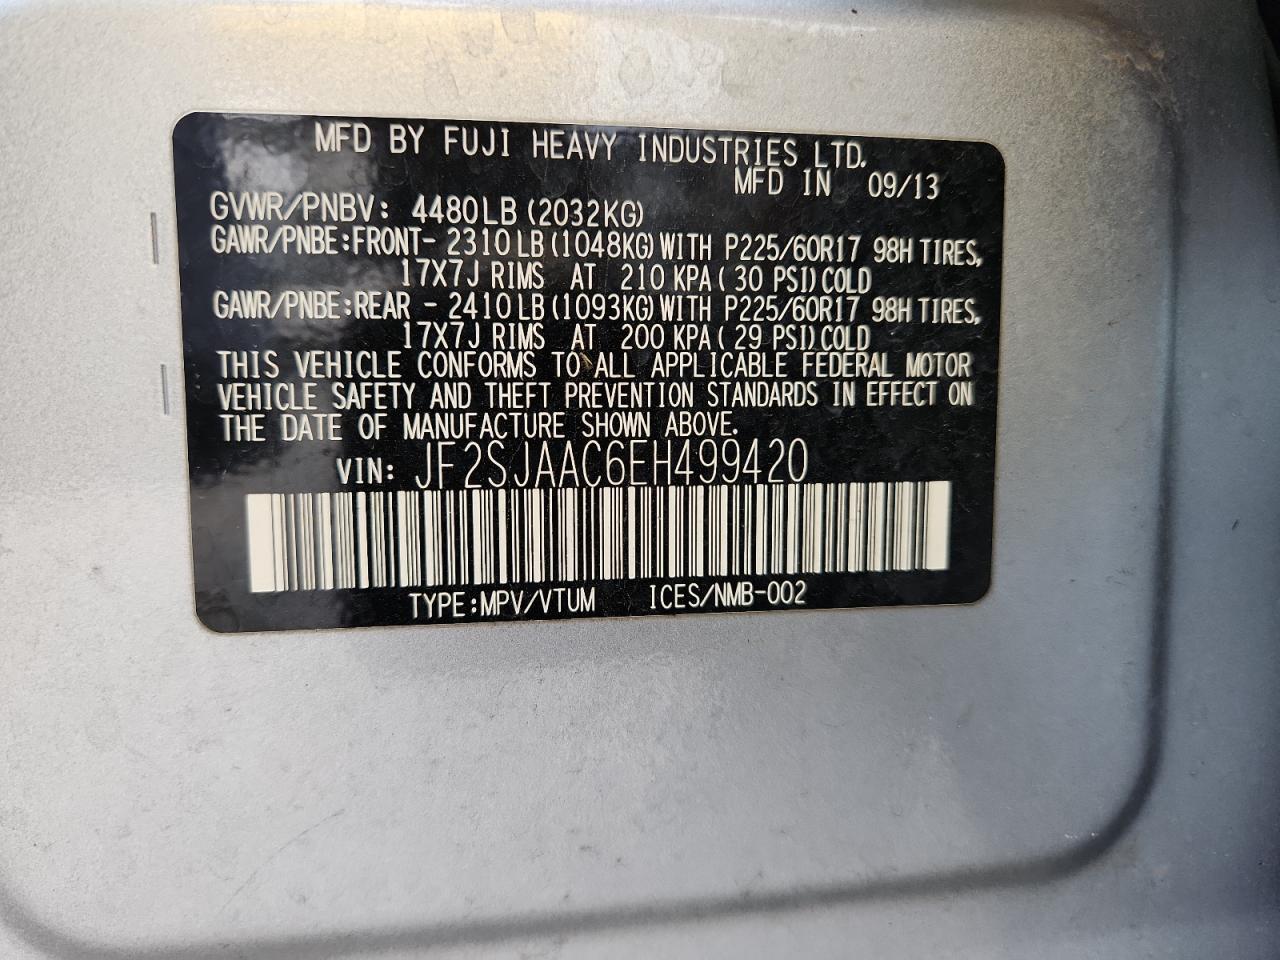 MFD BY FUJI HEAVY INDUSTRIES LTD.
MFD IN 09/13
GVWR/PNBV: 4480LB (2032KG)
GAWR/PNBE:FRONT- 2310LB (1048KG) WITH P225/60R17 98H TIRES,
17X7J RIMS AT 210 KPA (30 PSI) COLD
GAWR/PNBE:REAR - 2410LB (1093KG) WITH P225/60R17 98H TIRES,
17X7J RIMS AT 200 KPA (29 PSI) COLD
THIS VEHICLE CONFORMS TO ALL APPLICABLE FEDERAL MOTOR
VEHICLE SAFETY AND THEFT PREVENTION STANDARDS IN EFFECT ON
THE DATE OF MANUFACTURE SHOWN ABOVE.
VIN: JF2SJAAC6EH499420
TYPE:MPV/VTUM ICES/NMB-002